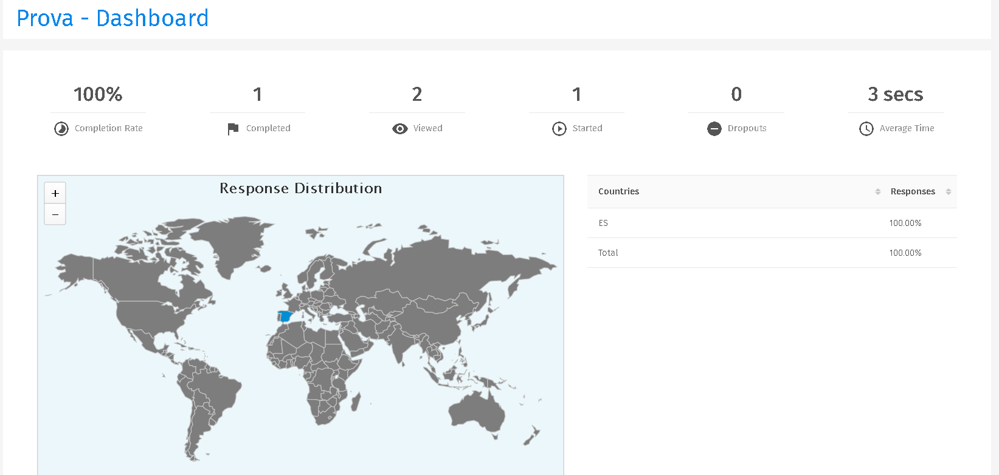 Prova - Dashboard
100%
Completion Rate
1
Completed
2
Viewed
1
Started
0
Dropouts
3 secs
Average Time
+
−
Response Distribution
Countries Responses
ES 100.00%
Total 100.00%